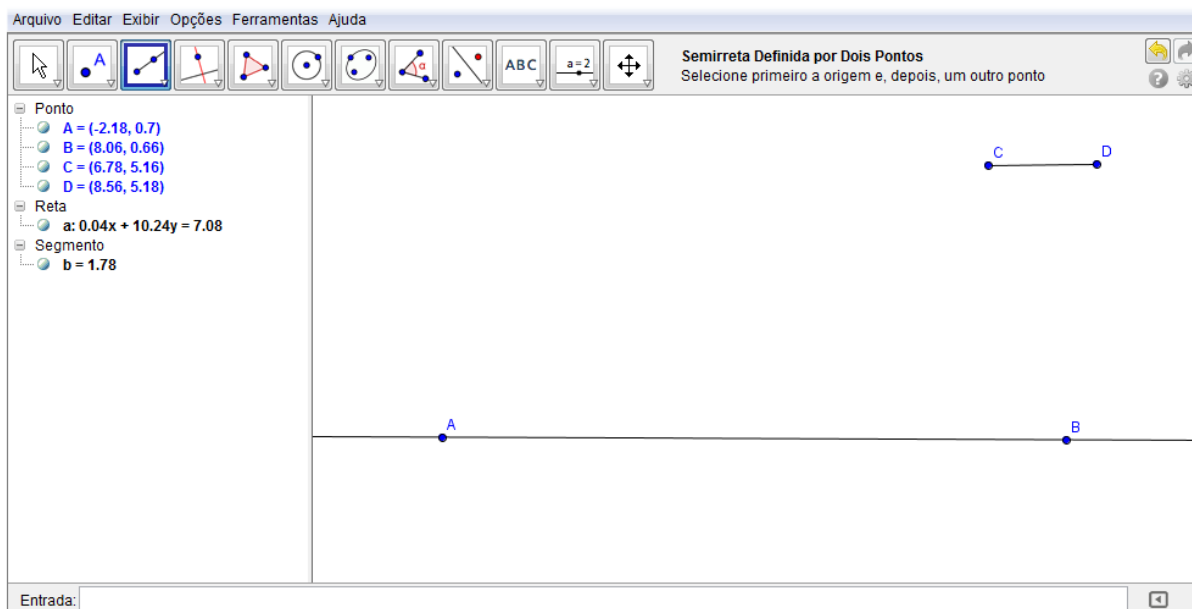 Arquivo Editar Exibir Opções Ferramentas Ajuda
A
α
ABC
a=2
Semirreta Definida por Dois Pontos
Selecione primeiro a origem e, depois, um outro ponto
?
Ponto
A = (-2.18, 0.7)
B = (8.06, 0.66)
C = (6.78, 5.16)
D = (8.56, 5.18)
Reta
a: 0.04x + 10.24y = 7.08
Segmento
b = 1.78
C D
A B
Entrada: